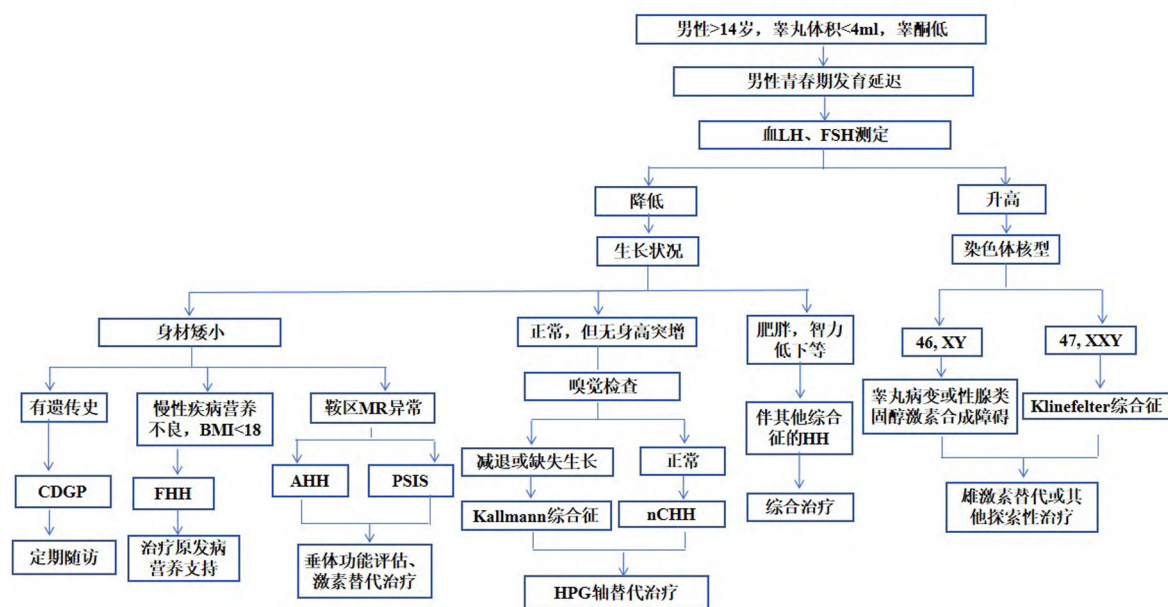 男性>14岁，睾丸体积<4ml，睾酮低
男性青春期发育延迟
血LH、FSH测定
降低
升高
生长状况
染色体核型
身材矮小
正常，但无身高突增
肥胖，智力
低下等
46, XY
47, XXY
嗅觉检查
有遗传史
慢性疾病营养
不良，BMI<18
鞍区MR异常
伴其他综合
征的HH
睾丸病变或性腺类
固醇激素合成障碍
Klinefelter综合征
减退或缺失生长
正常
CDGP
FHH
AHH
PSIS
Kallmann综合征
nCHH
综合治疗
雄激素替代或其
他探索性治疗
定期随访
治疗原发病
营养支持
垂体功能评估、
激素替代治疗
HPG轴替代治疗